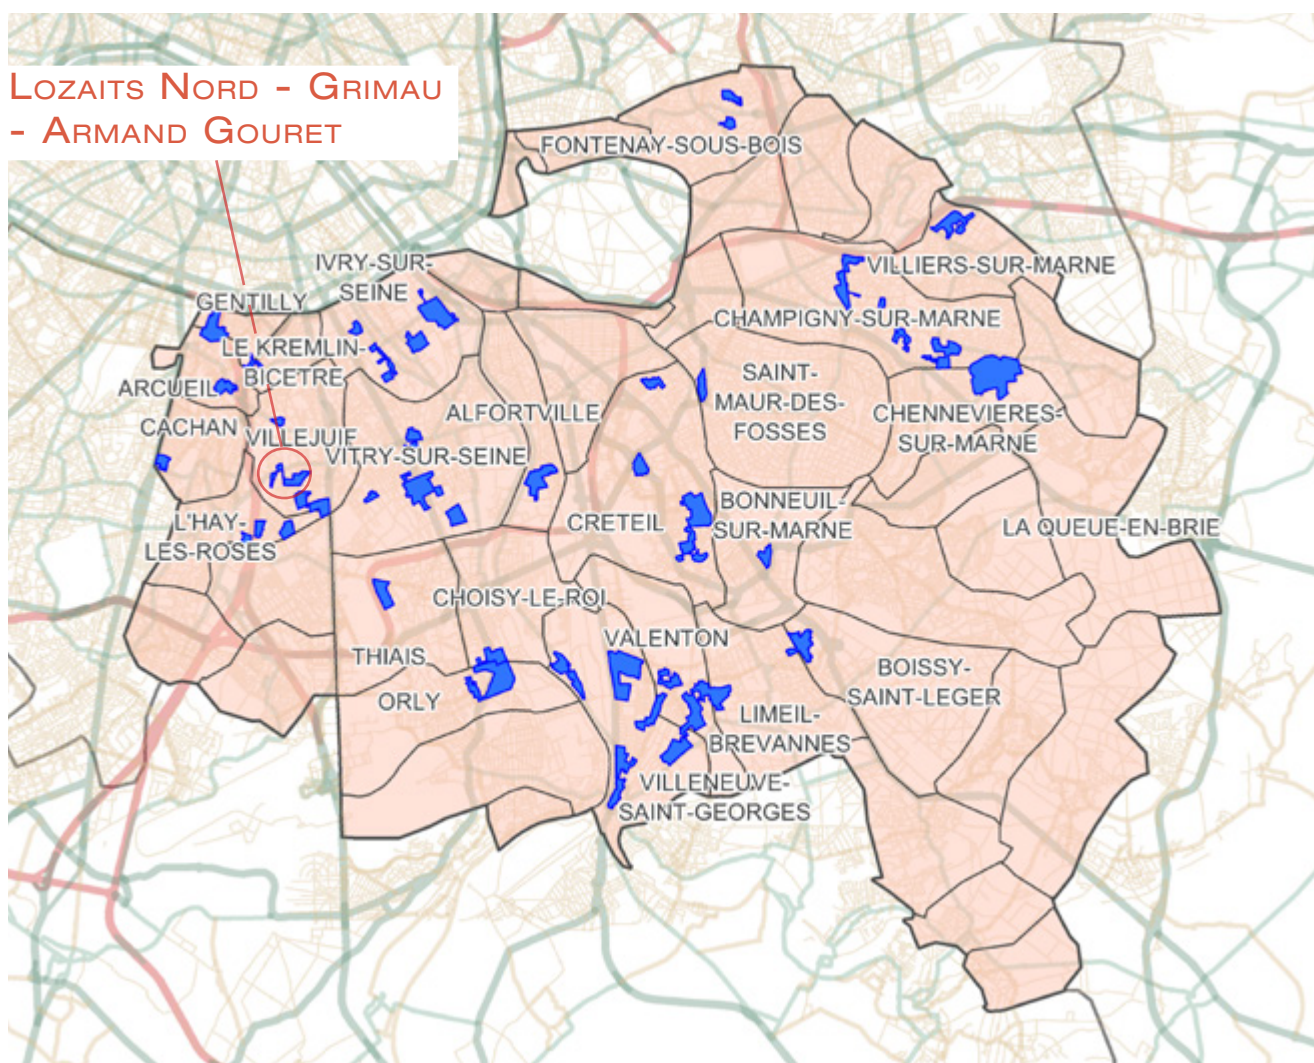 Lozaits Nord - Grimau
- Armand Gouret
FONTENAY-SOUS-BOIS
IVRY-SUR-
SEINE
VILLIERS-SUR-MARNE
GENTILLY
CHAMPIGNY-SUR-MARNE
LE KREMLIN-
BICETRE
ARCUEIL
SAINT-
MAUR-DES-
FOSSES
ALFORTVILLE
CHENNEVIERES-
SUR-MARNE
CACHAN
VILLEJUIF
VITRY-SUR-SEINE
BONNEUIL-
SUR-MARNE
L'HAY-
LES-ROSES
CRETEIL
LA QUEUE-EN-BRIE
CHOISY-LE-ROI
VALENTON
THIAIS
BOISSY-
SAINT-LEGER
ORLY
LIMEIL-
BREVANNES
VILLENEUVE-
SAINT-GEORGES